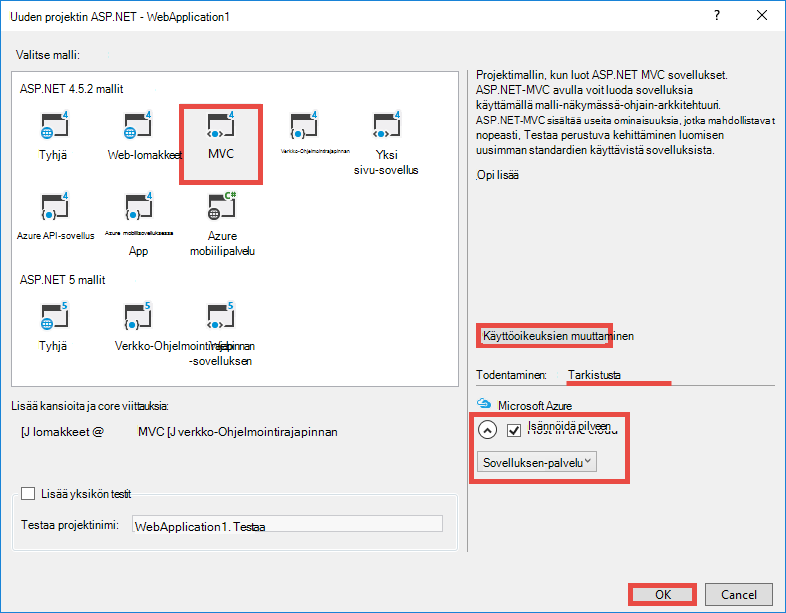 Uuden projektin ASP.NET - WebApplication1
Valitse malli:
ASP.NET 4.5.2 mallit
Tyhjä
Web-lomakkeet
MVC
Verkko-Ohjelmointirajapinnan
Yksi
sivu-sovellus
Azure API-sovellus
Azure mobiilisovelluksessa
App
Azure
mobiilipalvelu
ASP.NET 5 mallit
Tyhjä
Verkko-Ohjelmointirajapinnan
-sovelluksen
Lisää kansioita ja core viittauksia:
[J lomakkeet @ MVC [J verkko-Ohjelmointirajapinnan
Lisää yksikön testit
Testaa projektinimi: WebApplication1. Testaa
Projektimallin, kun luot ASP.NET MVC sovellukset.
ASP.NET-MVC avulla voit luoda sovelluksia
käyttämällä malli-näkymässä-ohjain-arkkitehtuuri.
ASP.NET-MVC sisältää useita ominaisuuksia, jotka mahdollistavat
nopeasti, Testaa perustuva kehittäminen luomisen
uusimman standardien käyttävistä sovelluksista.
Opi lisää
Käyttöoikeuksien muuttaminen
Todentaminen: Tarkistusta
Microsoft Azure
Isännöidä pilveen
Host in the cloud
Sovelluksen-palvelu
OK Cancel